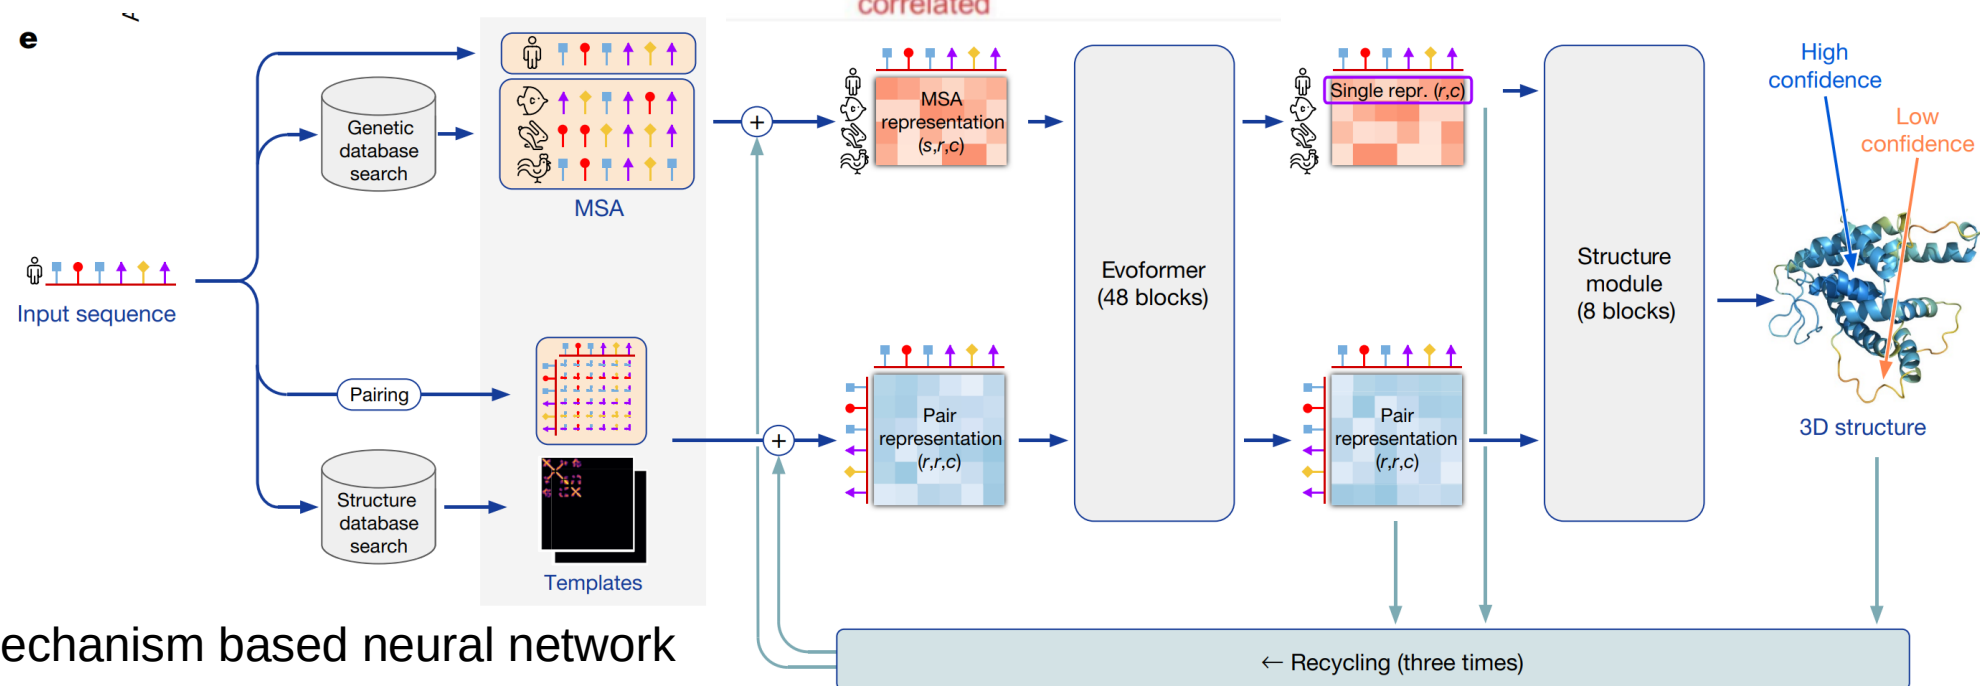 correlated
e
A
Input sequence
Genetic
database
search
Pairing
Structure
database
search
MSA
Templates
+
+
MSA
representation
(s,r,c)
Pair
representation
(r,r,c)
Evoformer
(48 blocks)
Single repr. (r,c)
Pair
representation
(r,r,c)
Structure
module
(8 blocks)
High
confidence
Low
confidence
3D structure
← Recycling (three times)
echanism based neural network